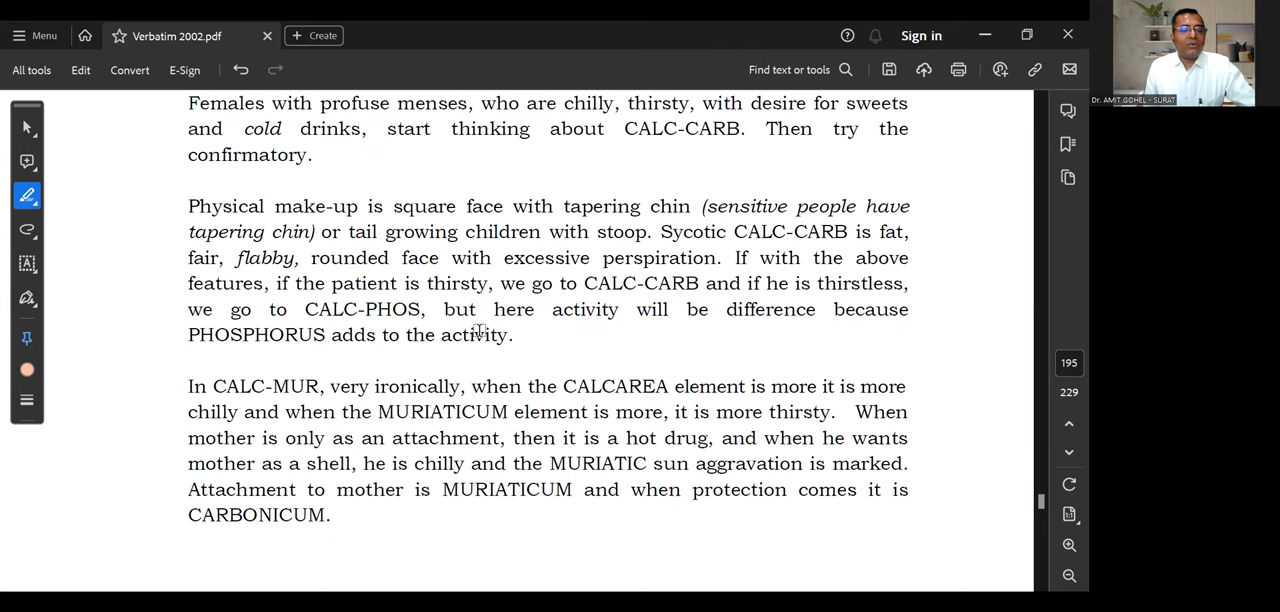 Menu
Verbatim 2002.pdf
Create
Sign in
All tools
Edit
Convert
E-Sign
Find text or tools
Dr. AMIT GOHEL - SURAT
Females with profuse menses, who are chilly, thirsty, with desire for sweets
and cold drinks, start thinking about CALC-CARB. Then try the
confirmatory.
Physical make-up is square face with tapering chin (sensitive people have
tapering chin) or tail growing children with stoop. Sycotic CALC-CARB is fat,
fair, flabby, rounded face with excessive perspiration. If with the above
features, if the patient is thirsty, we go to CALC-CARB and if he is thirstless,
we go to CALC-PHOS, but here activity will be difference because
PHOSPHORUS adds to the activity.
In CALC-MUR, very ironically, when the CALCAREA element is more it is more
chilly and when the MURIATICUM element is more, it is more thirsty. When
mother is only as an attachment, then it is a hot drug, and when he wants
mother as a shell, he is chilly and the MURIATIC sun aggravation is marked.
Attachment to mother is MURIATICUM and when protection comes it is
CARBONICUM.
195
229
1:1